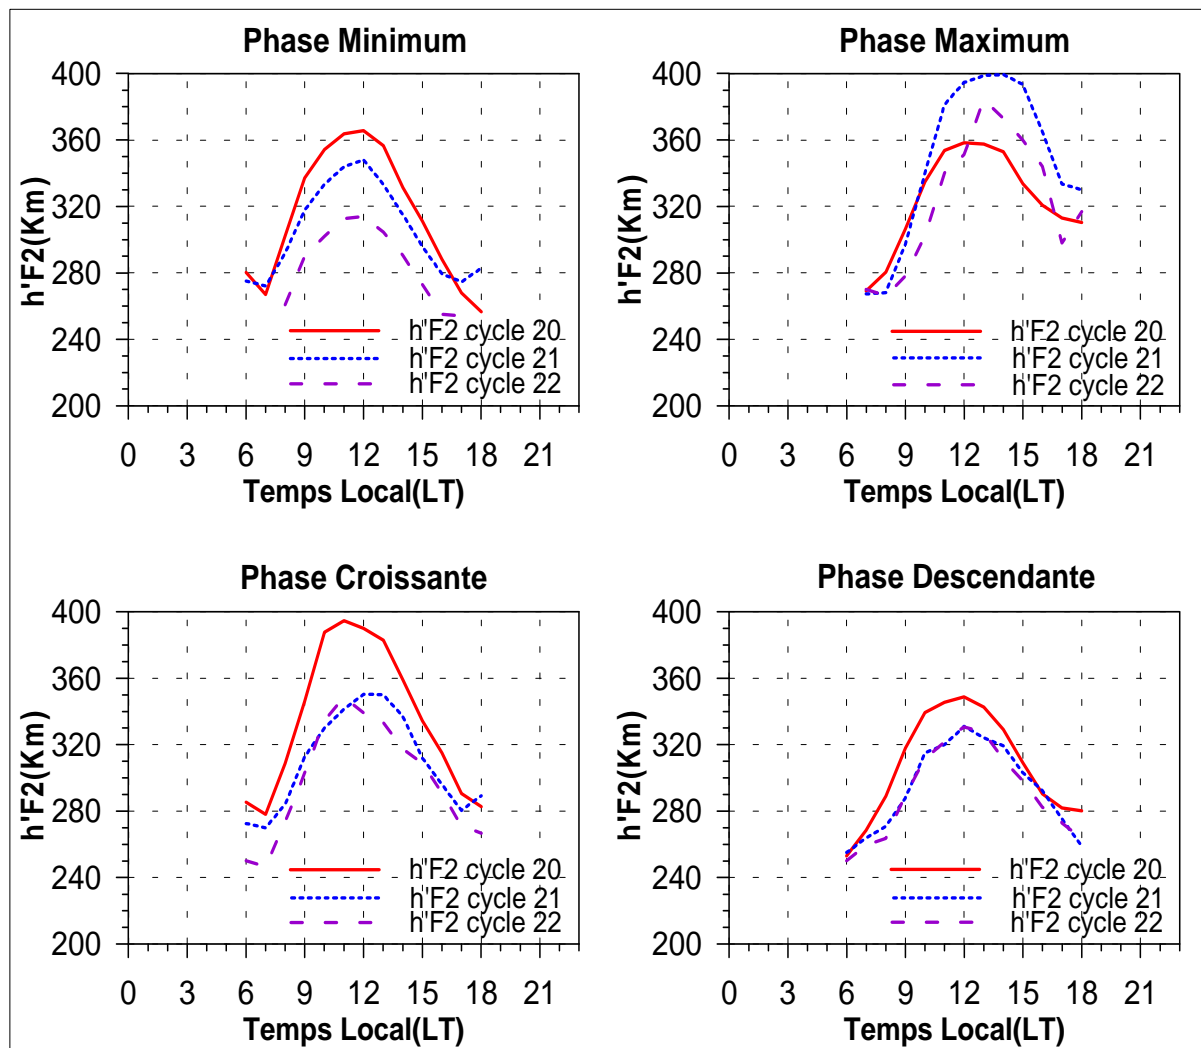 Phase Minimum
400
360
320
280
240
200
h'F2(Km)
h'F2 cycle 20
h'F2 cycle 21
h'F2 cycle 22
0 3 6 9 12 15 18 21
Temps Local(LT)
Phase Maximum
400
360
320
280
240
200
h'F2(Km)
h'F2 cycle 20
h'F2 cycle 21
h'F2 cycle 22
0 3 6 9 12 15 18 21
Temps Local(LT)
Phase Croissante
400
360
320
280
240
200
h'F2(Km)
h'F2 cycle 20
h'F2 cycle 21
h'F2 cycle 22
0 3 6 9 12 15 18 21
Temps Local(LT)
Phase Descendante
400
360
320
280
240
200
h'F2(Km)
h'F2 cycle 20
h'F2 cycle 21
h'F2 cycle 22
0 3 6 9 12 15 18 21
Temps Local(LT)